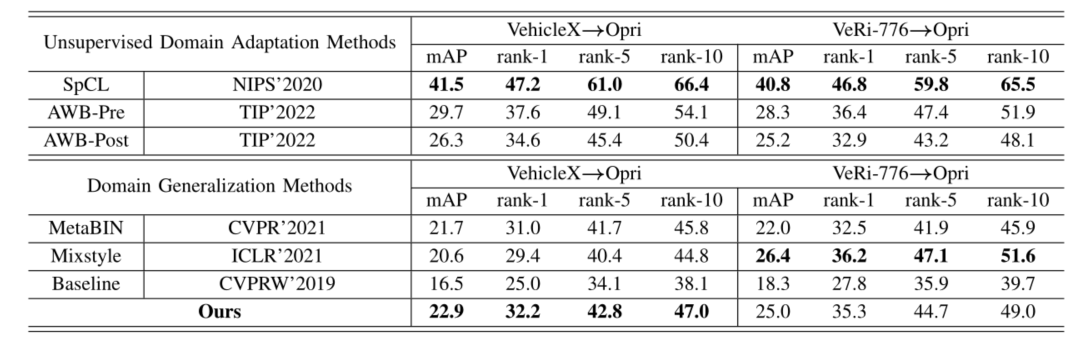 Unsupervised Domain Adaptation Methods VehicleX→Opri VeRi-776→Opri
mAP rank-1 rank-5 rank-10 mAP rank-1 rank-5 rank-10
SpCL NIPS'2020 41.5 47.2 61.0 66.4 40.8 46.8 59.8 65.5
AWB-Pre TIP'2022 29.7 37.6 49.1 54.1 28.3 36.4 47.4 51.9
AWB-Post TIP'2022 26.3 34.6 45.4 50.4 25.2 32.9 43.2 48.1
Domain Generalization Methods VehicleX→Opri VeRi-776→Opri
mAP rank-1 rank-5 rank-10 mAP rank-1 rank-5 rank-10
MetaBIN CVPR'2021 21.7 31.0 41.7 45.8 22.0 32.5 41.9 45.9
Mixstyle ICLR'2021 20.6 29.4 40.4 44.8 26.4 36.2 47.1 51.6
Baseline CVPRW'2019 16.5 25.0 34.1 38.1 18.3 27.8 35.9 39.7
Ours 22.9 32.2 42.8 47.0 25.0 35.3 44.7 49.0